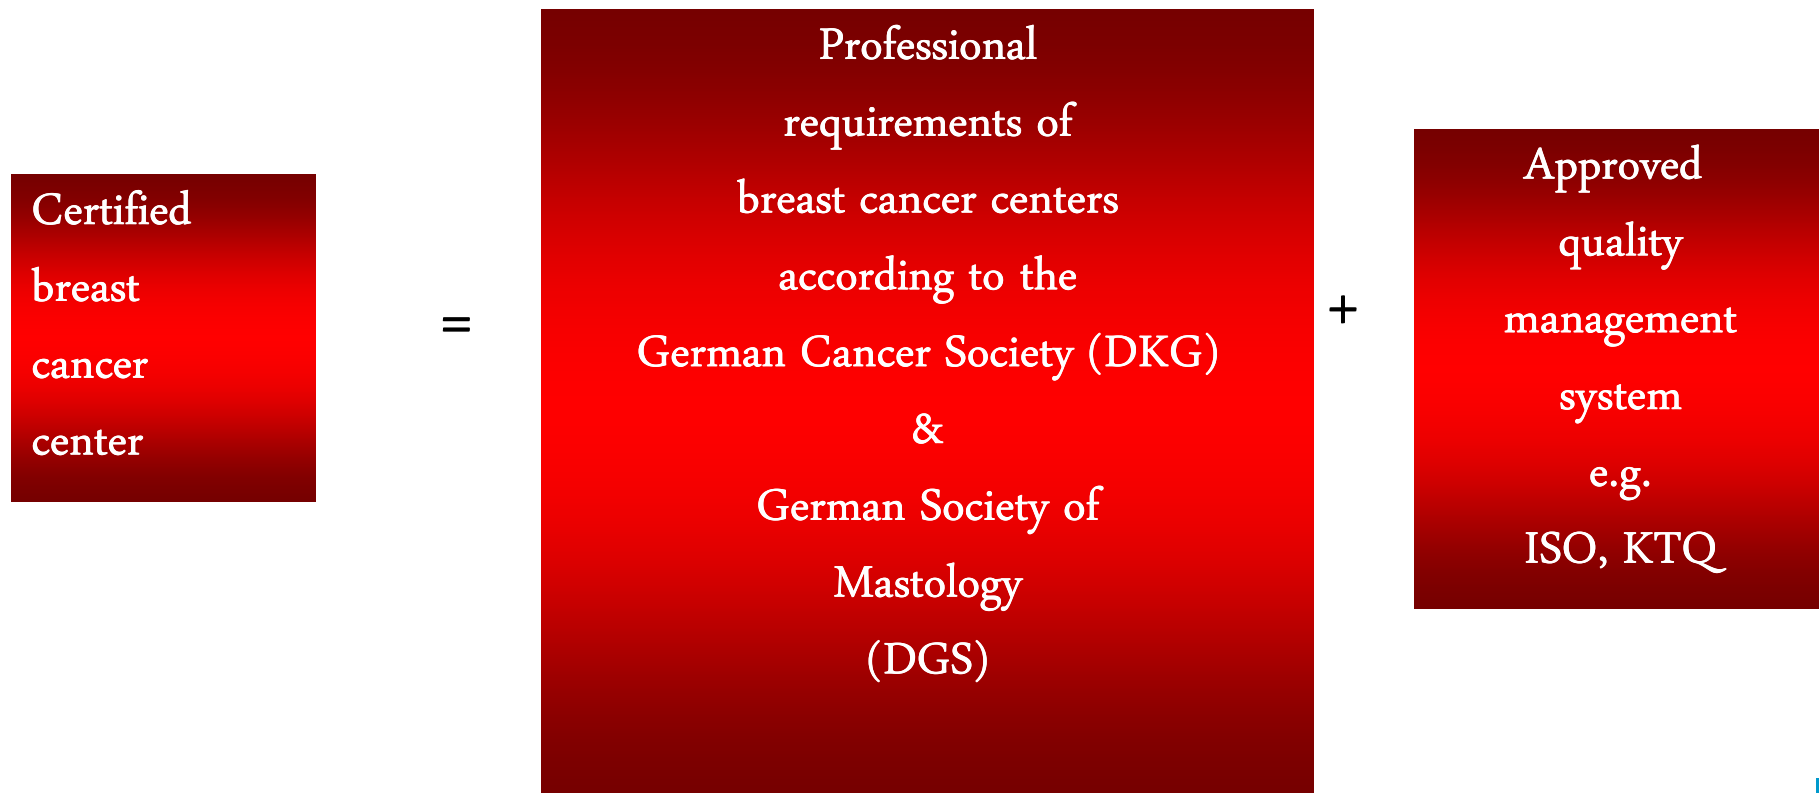 Certified
breast
cancer
center
=
Professional
requirements of
breast cancer centers
according to the
German Cancer Society (DKG)
&
German Society of
Mastology
(DGS)
+
Approved
quality
management
system
e.g.
ISO, KTQ